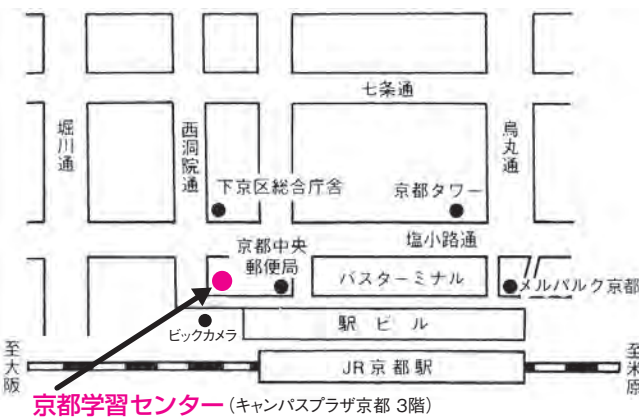 七条通
堀川通
西洞院通
烏丸通
下京区総合庁舎
京都タワー
塩小路通
京都中央
郵便局
バスターミナル
メルパルク京都
ビックカメラ
駅ビル
至大阪
JR京都駅
至米原
京都学習センター(キャンパスプラザ京都 3階)